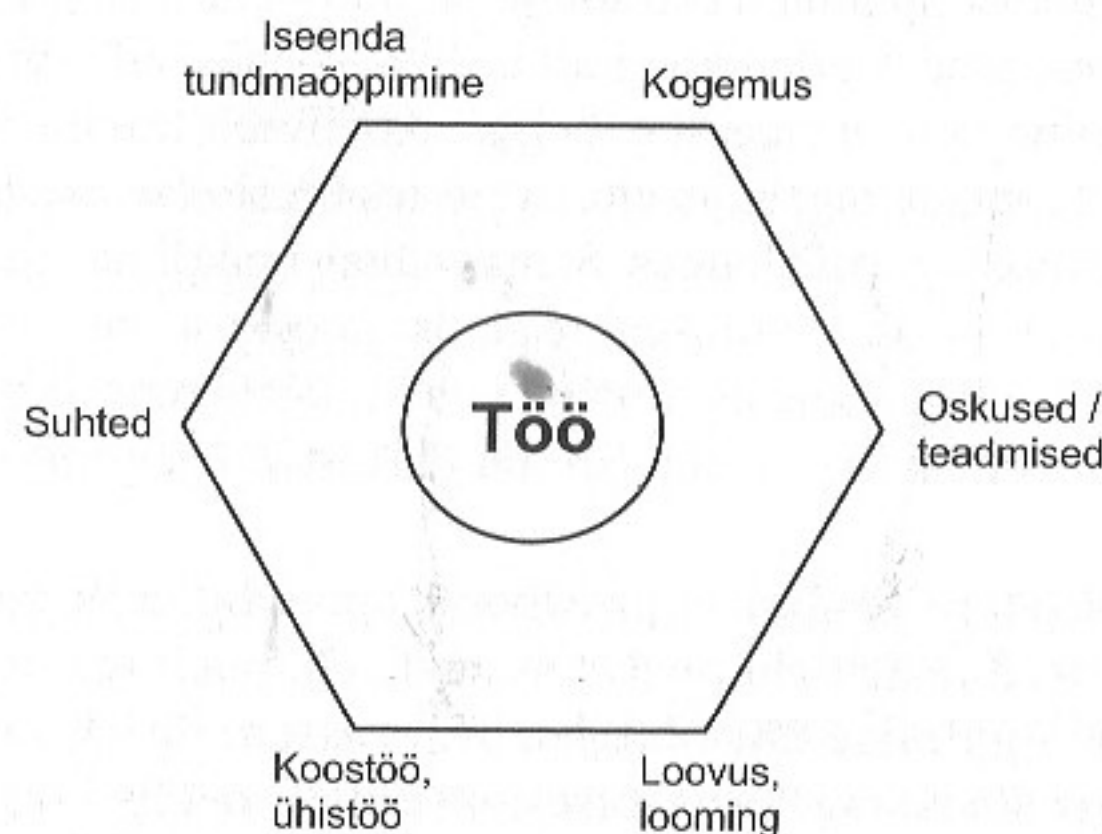 Iseenda
tundmaõppimine
Kogemus
Suhted
Töö
Oskused /
teadmised
Koostöö,
ühistöö
Loovus,
looming